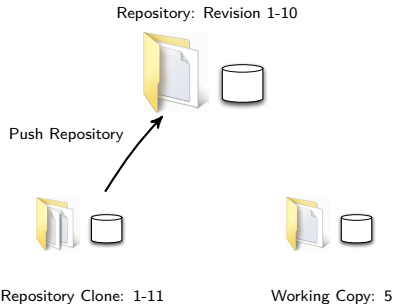 Repository: Revision 1-10
Push Repository
Repository Clone: 1-11
Working Copy: 5